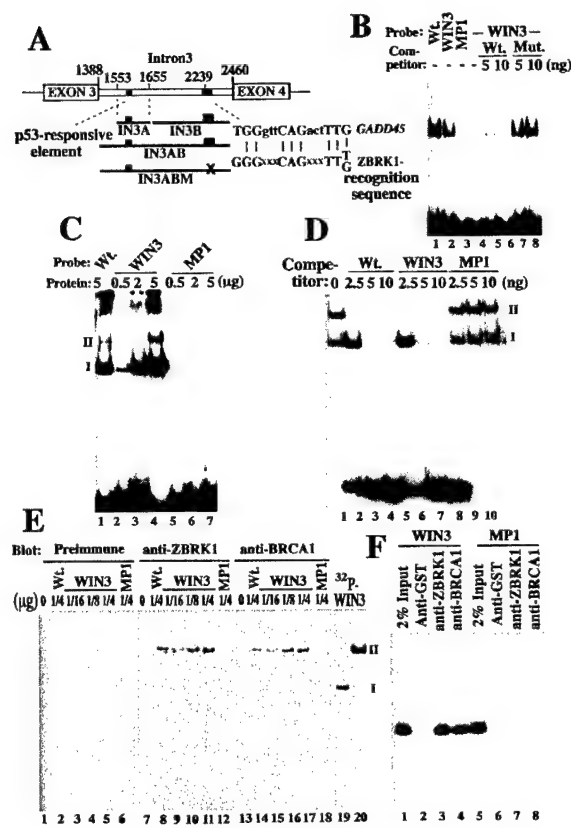 A
Intron3
1388 1553 1655 2239 2460
EXON 3 EXON 4
p53-responsive element
IN3A IN3B
IN3AB
IN3ABM
TGGgttCAGactTTG GADD45
GGGxxxCAGxxxTTTG ZBRK1-recognition sequence
B
Probe: Wt. WIN3 MP1 –WIN3–
Competitor: - - - - Wt. Mut.
5 10 5 10 (ng)
1 2 3 4 5 6 7 8
C
Probe: Wt. WIN3 MP1
Protein: 5 0.5 2 5 0.5 2 5 (μg)
II
I
1 2 3 4 5 6 7
D
Competitor: Wt. WIN3 MP1
0 2.5 5 10 2.5 5 10 2.5 5 10 (ng)
II
I
1 2 3 4 5 6 7 8 9 10
E
Blot: Preimmune anti-ZBRK1 anti-BRCA1
Wt. WIN3 MP1 Wt. WIN3 MP1 Wt. WIN3 MP1 32P-WIN3
(μg) 0 1/4 1/16 1/8 1/4 1/4 0 1/4 1/16 1/8 1/4 1/4 0 1/4 1/16 1/8 1/4 1/4
II
I
1 2 3 4 5 6 7 8 9 10 11 12 13 14 15 16 17 18 19 20
F
WIN3 MP1
2% Input Anti-GST Anti-ZBRK1 Anti-BRCA1 2% Input Anti-GST Anti-ZBRK1 Anti-BRCA1
1 2 3 4 5 6 7 8